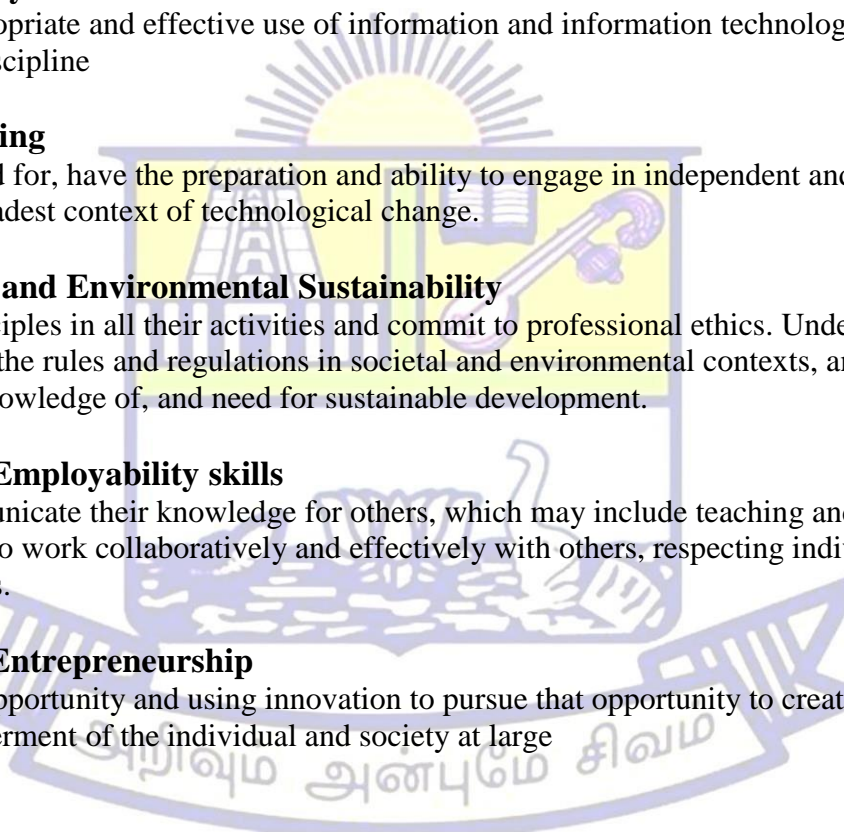 opriate and effective use of information and information technolog
scipline
ing
for, have the preparation and ability to engage in independent and
adest context of technological change.
and Environmental Sustainability
iples in all their activities and commit to professional ethics. Unde
the rules and regulations in societal and environmental contexts, a
owledge of, and need for sustainable development.
Employability skills
unicate their knowledge for others, which may include teaching and
o work collaboratively and effectively with others, respecting indi
s.
Entrepreneurship
pportunity and using innovation to pursue that opportunity to creat
erment of the individual and society at large
அறிவும் அன்புமே சிவம்